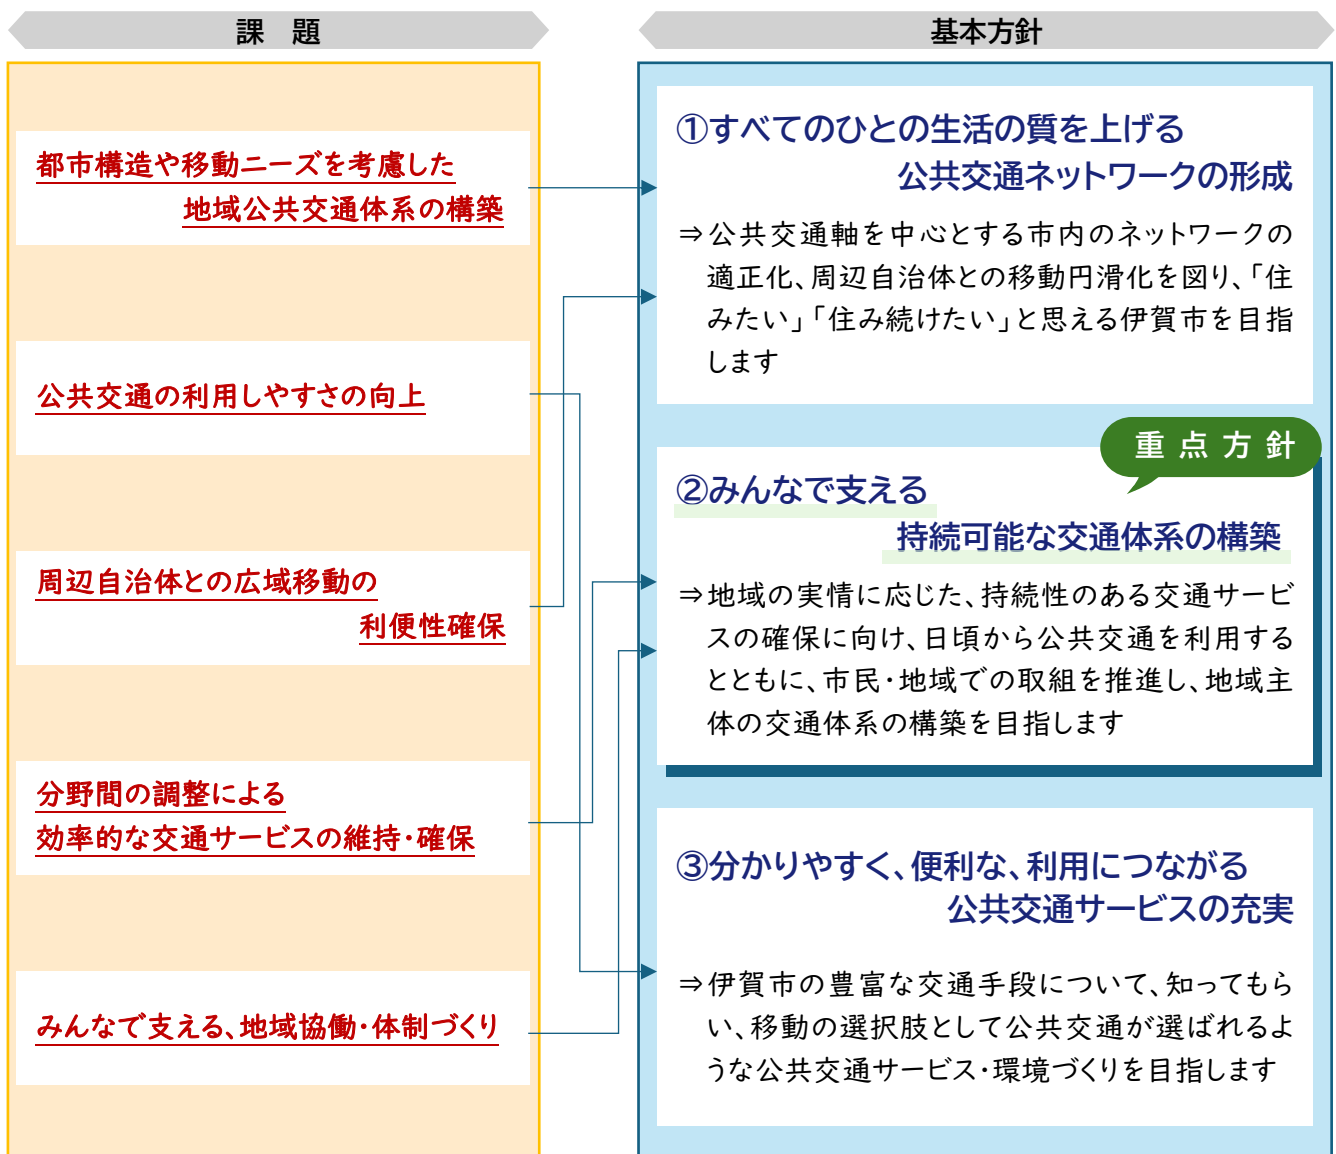 課　題
都市構造や移動ニーズを考慮した
地域公共交通体系の構築
公共交通の利用しやすさの向上
周辺自治体との広域移動の
利便性確保
分野間の調整による
効率的な交通サービスの維持・確保
みんなで支える、地域協働・体制づくり
基本方針
①すべてのひとの生活の質を上げる
公共交通ネットワークの形成
⇒公共交通軸を中心とする市内のネットワークの
適正化、周辺自治体との移動円滑化を図り、「住
みたい」「住み続けたい」と思える伊賀市を目指
します
重点方針
②みんなで支える
持続可能な交通体系の構築
⇒地域の実情に応じた、持続性のある交通サービ
スの確保に向け、日頃から公共交通を利用する
とともに、市民・地域での取組を推進し、地域主
体の交通体系の構築を目指します
③分かりやすく、便利な、利用につながる
公共交通サービスの充実
⇒伊賀市の豊富な交通手段について、知ってもら
い、移動の選択肢として公共交通が選ばれるよ
うな公共交通サービス・環境づくりを目指します